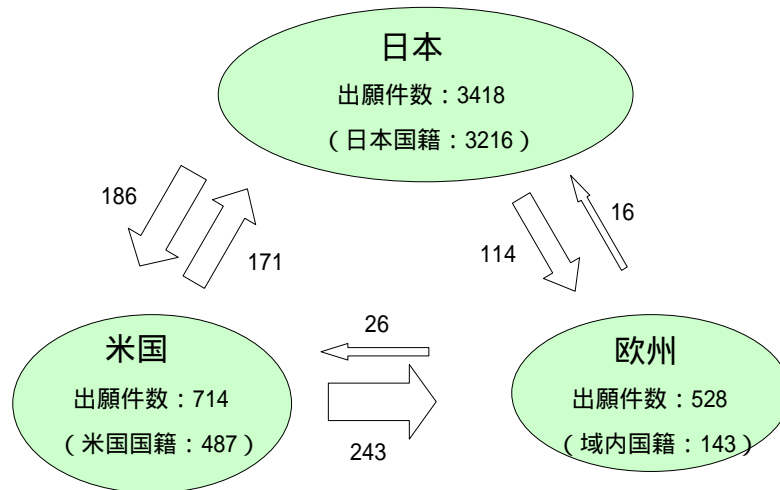 日本
出願件数：3418
（日本国籍：3216）
186
171
114
16
26
243
米国
出願件数：714
（米国国籍：487）
欧州
出願件数：528
（域内国籍：143）